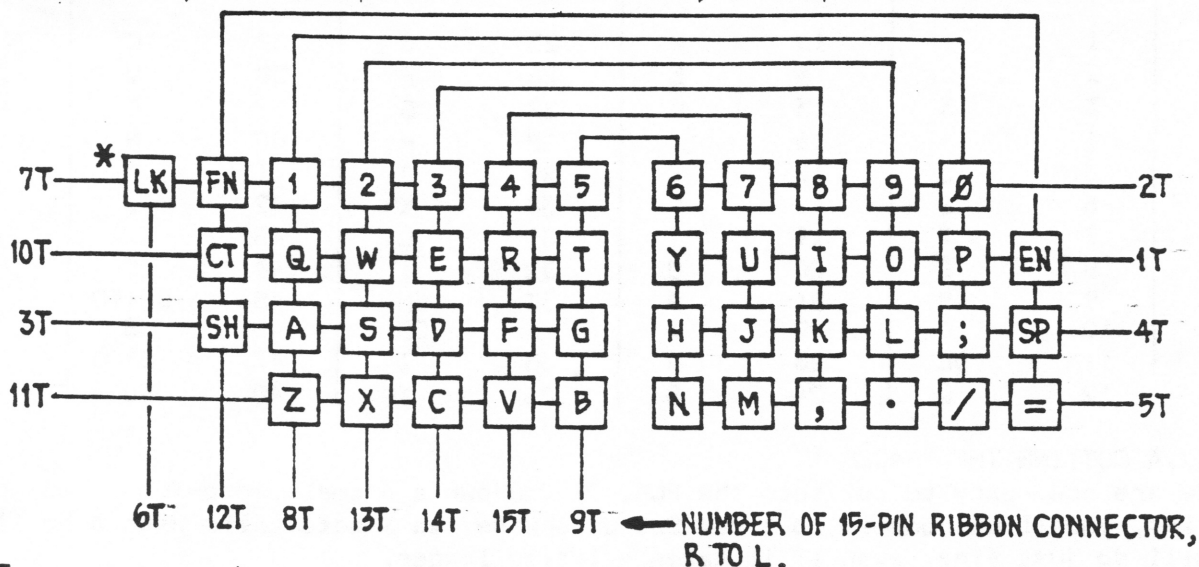 * 7T LK FN 1 2 3 4 5 6 7 8 9 Ø 2T
10T CT Q W E R T Y U I O P EN 1T
3T SH A S D F G H J K L ; SP 4T
11T Z X C V B N M , . / = 5T
6T 12T 8T 13T 14T 15T 9T ← NUMBER OF 15-PIN RIBBON CONNECTOR,
R TO L.